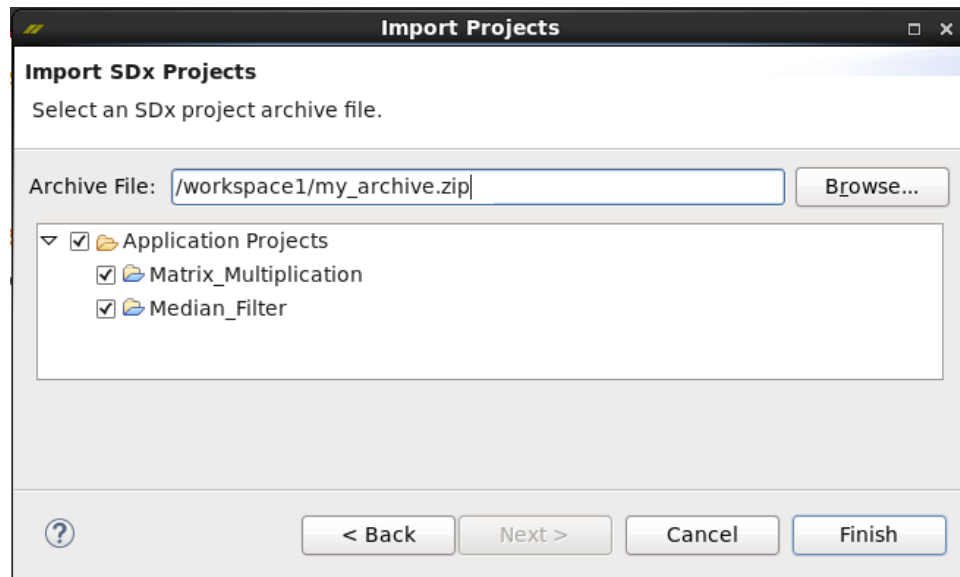 Import Projects
Import SDx Projects
Select an SDx project archive file.
Archive File: /workspace1/my_archive.zip Browse...
Application Projects
Matrix_Multiplication
Median_Filter
? < Back Next > Cancel Finish